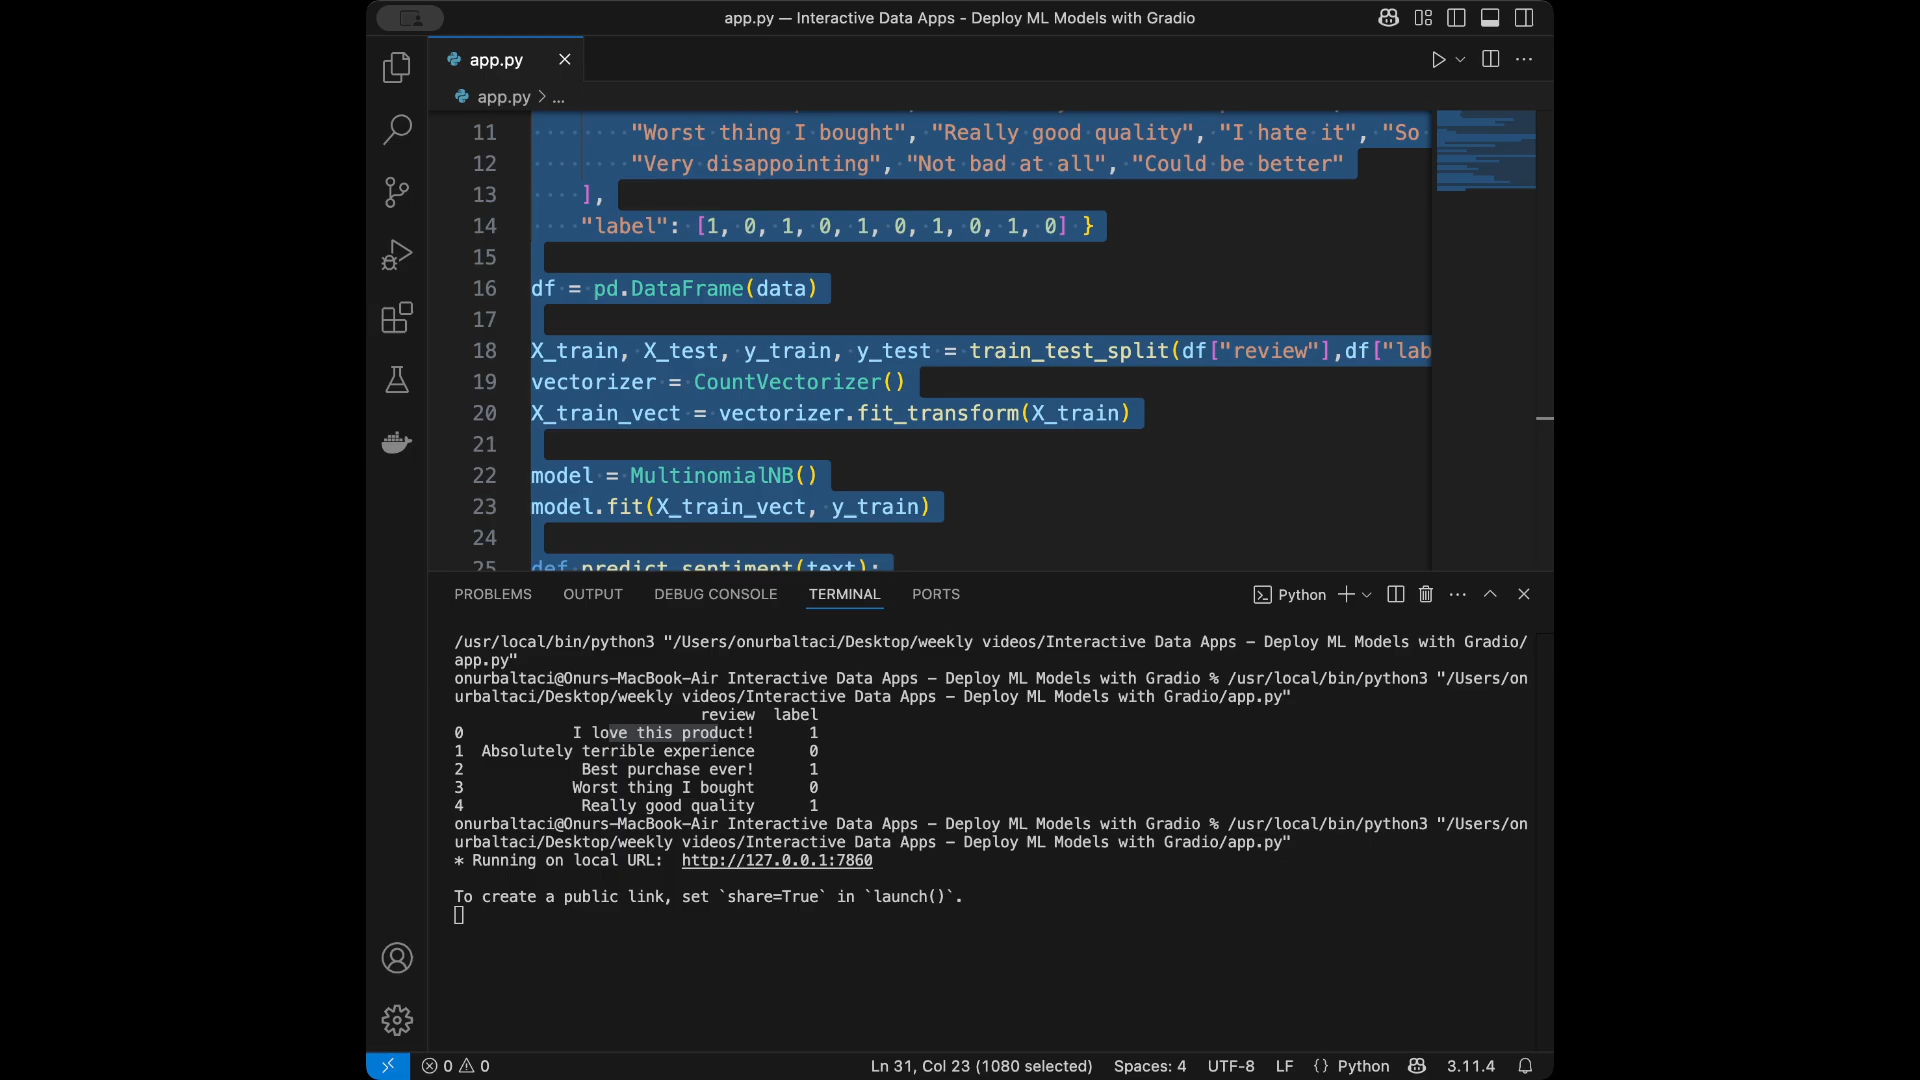 app.py — Interactive Data Apps - Deploy ML Models with Gradio
app.py
app.py > ...
11 "Worst thing I bought", "Really good quality", "I hate it", "So
12 "Very disappointing", "Not bad at all", "Could be better"
13 ],
14 "label": [1, 0, 1, 0, 1, 0, 1, 0, 1, 0] }
15
16 df = pd.DataFrame(data)
17
18 X_train, X_test, y_train, y_test = train_test_split(df["review"],df["lab
19 vectorizer = CountVectorizer()
20 X_train_vect = vectorizer.fit_transform(X_train)
21
22 model = MultinomialNB()
23 model.fit(X_train_vect, y_train)
24
25 def predict_sentiment(text):
PROBLEMS OUTPUT DEBUG CONSOLE TERMINAL PORTS Python
/usr/local/bin/python3 "/Users/onurbaltaci/Desktop/weekly videos/Interactive Data Apps - Deploy ML Models with Gradio/
app.py"
onurbaltaci@Onurs-MacBook-Air Interactive Data Apps - Deploy ML Models with Gradio % /usr/local/bin/python3 "/Users/on
urbaltaci/Desktop/weekly videos/Interactive Data Apps - Deploy ML Models with Gradio/app.py"
review label
0 I love this product! 1
1 Absolutely terrible experience 0
2 Best purchase ever! 1
3 Worst thing I bought 0
4 Really good quality 1
onurbaltaci@Onurs-MacBook-Air Interactive Data Apps - Deploy ML Models with Gradio % /usr/local/bin/python3 "/Users/on
urbaltaci/Desktop/weekly videos/Interactive Data Apps - Deploy ML Models with Gradio/app.py"
* Running on local URL: http://127.0.0.1:7860
To create a public link, set `share=True` in `launch()`.
0 0 Ln 31, Col 23 (1080 selected) Spaces: 4 UTF-8 LF {} Python 3.11.4